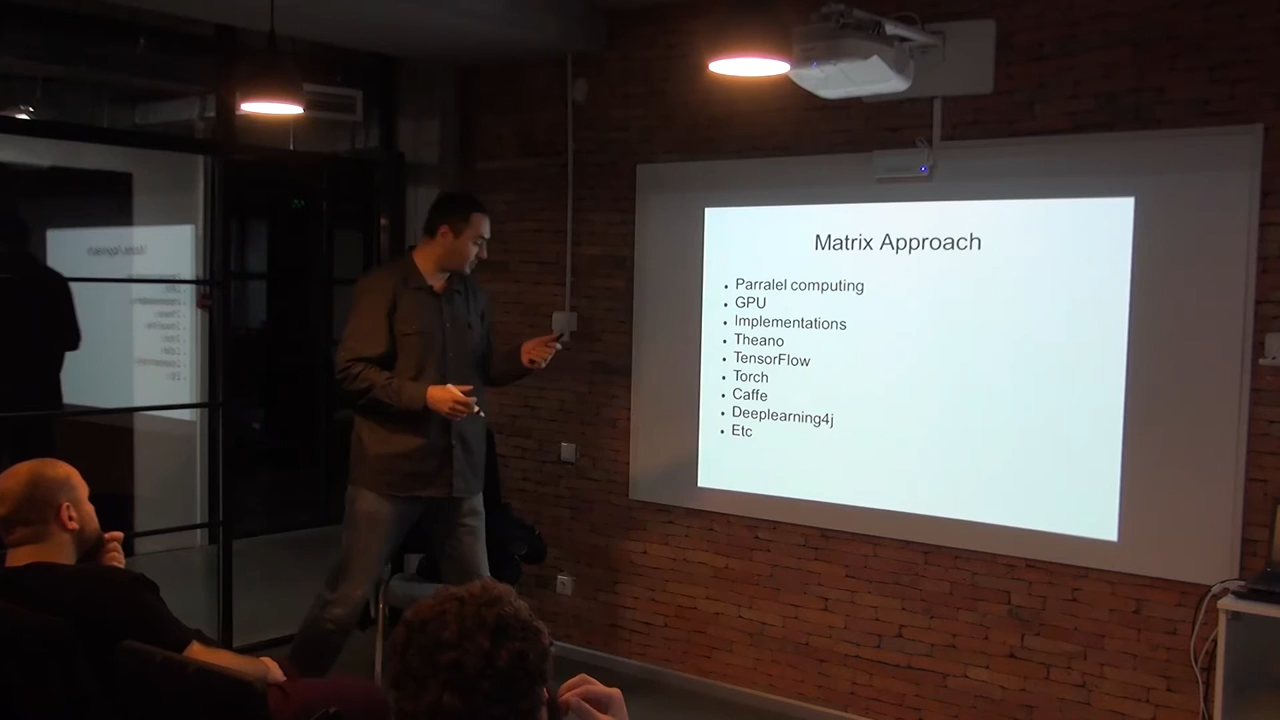 Matrix Approach
• Parralel computing
• GPU
• Implementations
• Theano
• TensorFlow
• Torch
• Caffe
• Deeplearning4j
• Etc